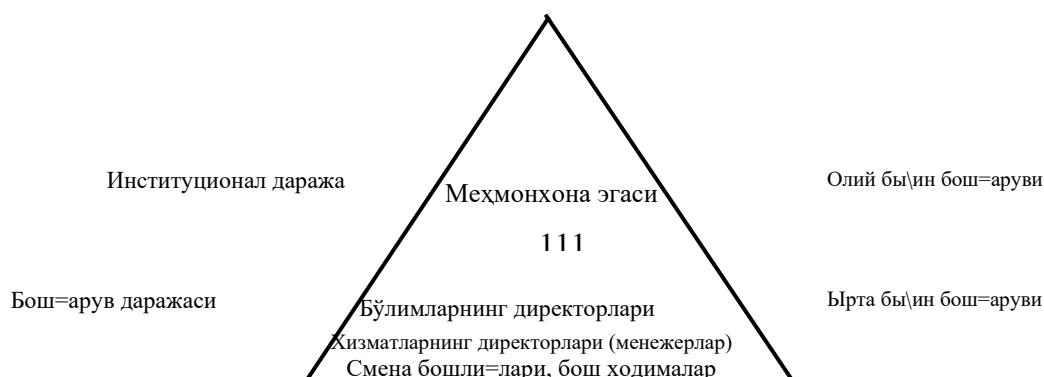 Институционал даража
Олий бы\ин бош=аруви
Меҳмонхона эгаси
111
Бош=арув даражаси
Ырта бы\ин бош=аруви
Бўлимларнинг директорлари
Хизматларнинг директорлари (менежерлар)
Смена бошли=лари, бош ходималар